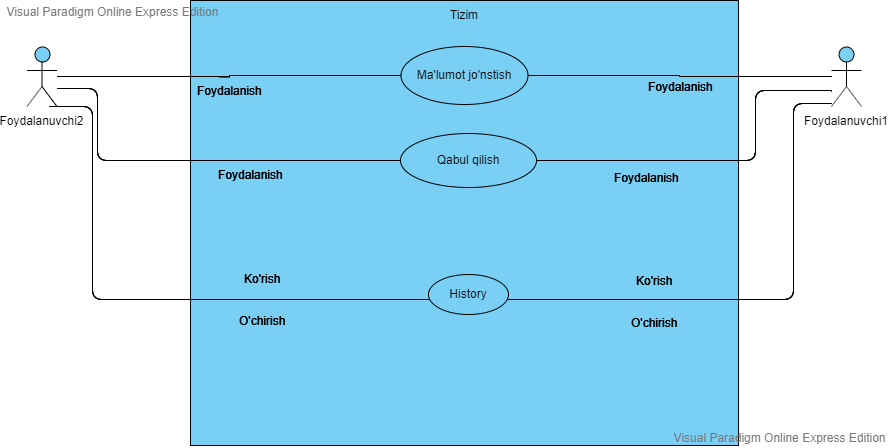 Visual Paradigm Online Express Edition
Tizim
Ma'lumot jo'nstish
Foydalanish
Foydalanish
Foydalanuvchi2
Foydalanuvchi1
Qabul qilish
Foydalanish
Foydalanish
Ko'rish
Ko'rish
History
O'chirish
O'chirish
Visual Paradigm Online Express Edition